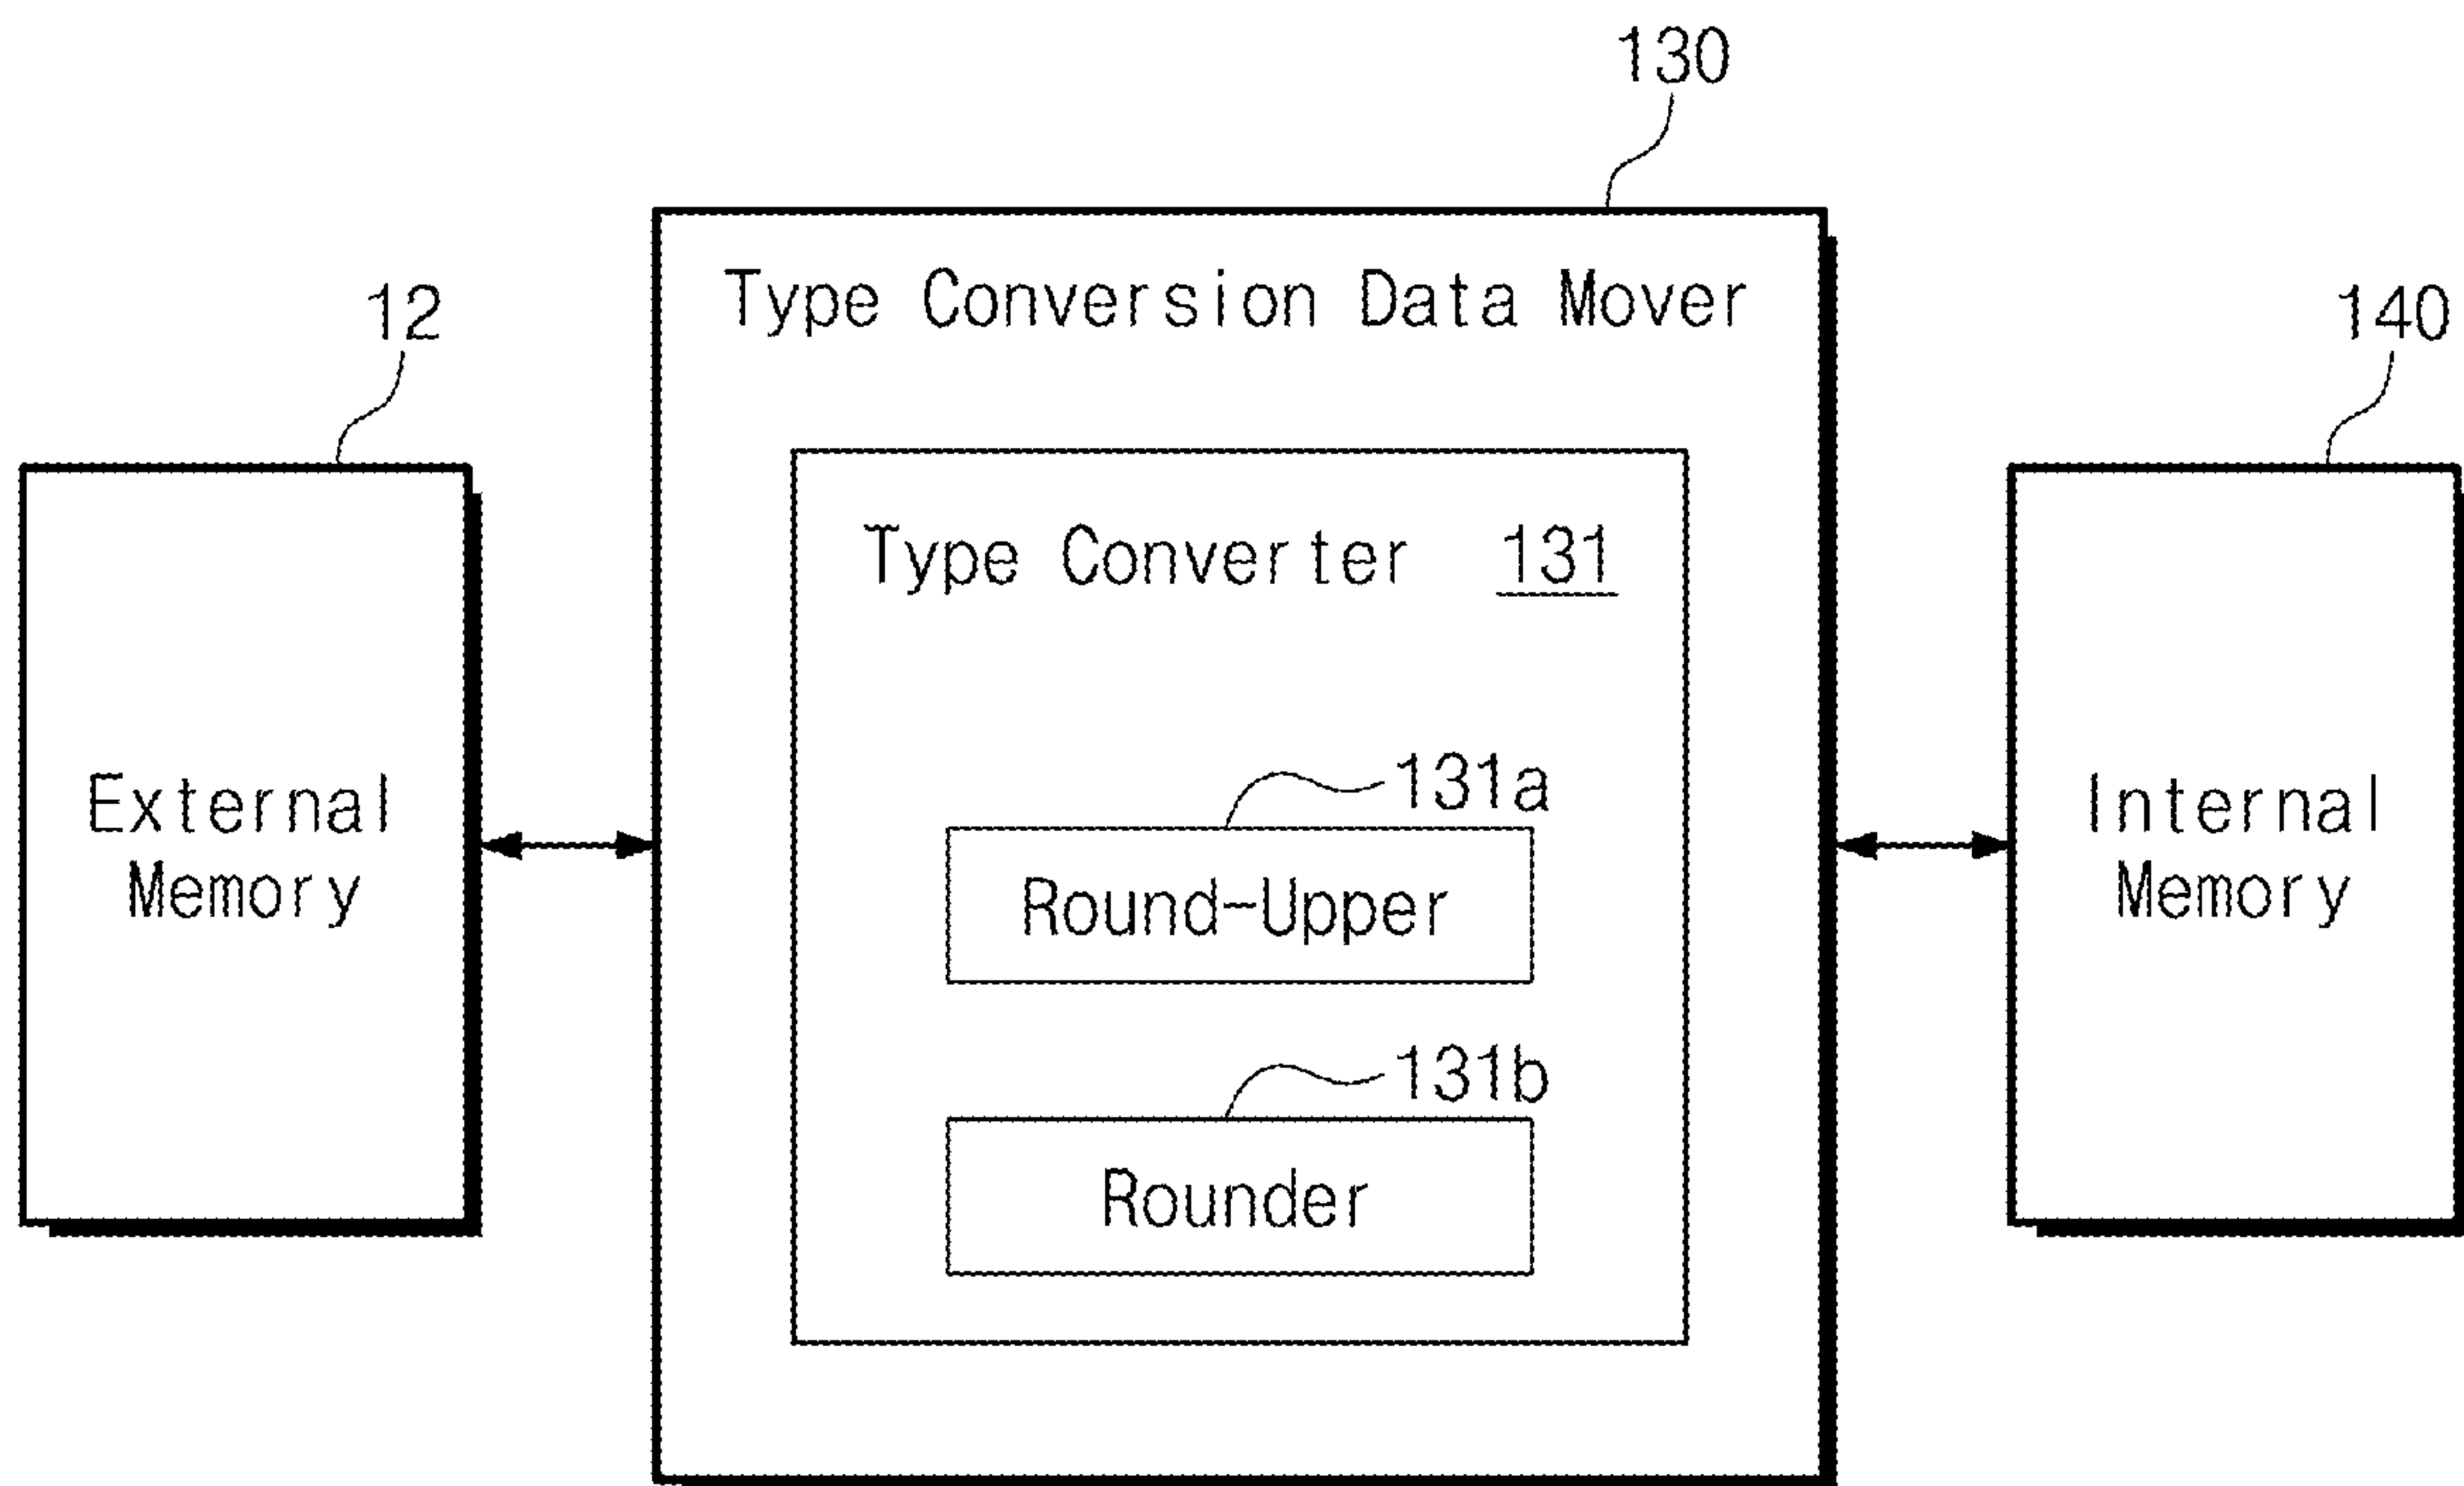 130
Type Conversion Data Mover
12
140
Type Converter 131
External
Memory
131a
Round-Upper
131b
Rounder
Internal
Memory